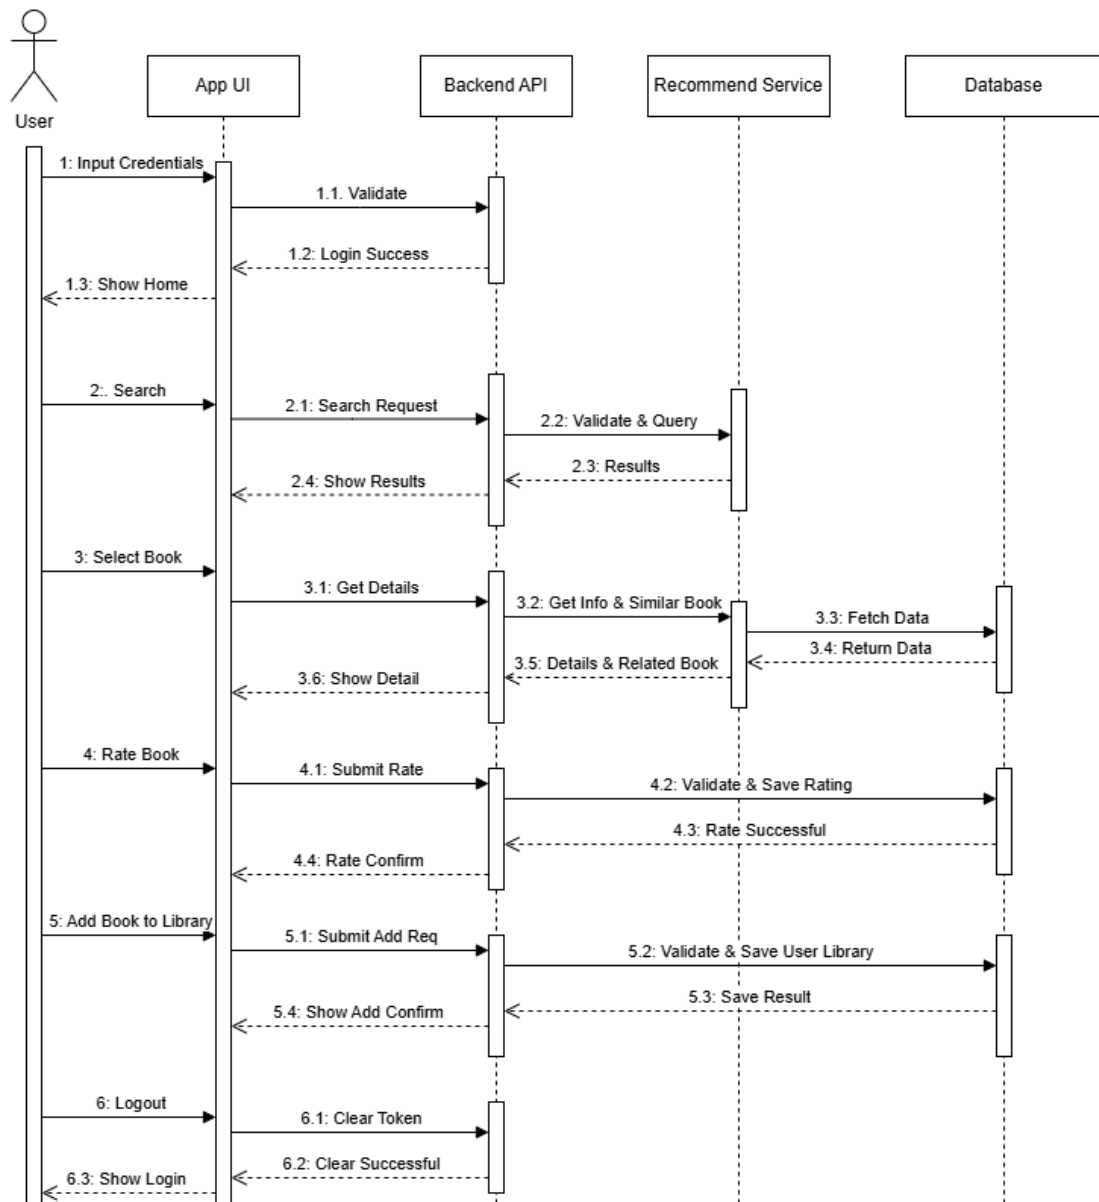 User
App UI
Backend API
Recommend Service
Database
1: Input Credentials
1.1. Validate
1.2: Login Success
1.3: Show Home
2:. Search
2.1: Search Request
2.2: Validate & Query
2.3: Results
2.4: Show Results
3: Select Book
3.1: Get Details
3.2: Get Info & Similar Book
3.3: Fetch Data
3.4: Return Data
3.5: Details & Related Book
3.6: Show Detail
4: Rate Book
4.1: Submit Rate
4.2: Validate & Save Rating
4.3: Rate Successful
4.4: Rate Confirm
5: Add Book to Library
5.1: Submit Add Req
5.2: Validate & Save User Library
5.3: Save Result
5.4: Show Add Confirm
6: Logout
6.1: Clear Token
6.2: Clear Successful
6.3: Show Login